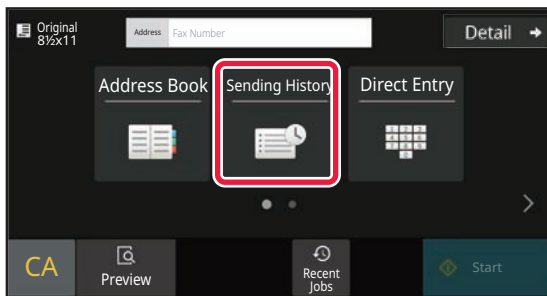 Original
8½x11
Address Fax Number
Detail
Address Book
Sending History
Direct Entry
CA
Preview
Recent
Jobs
Start